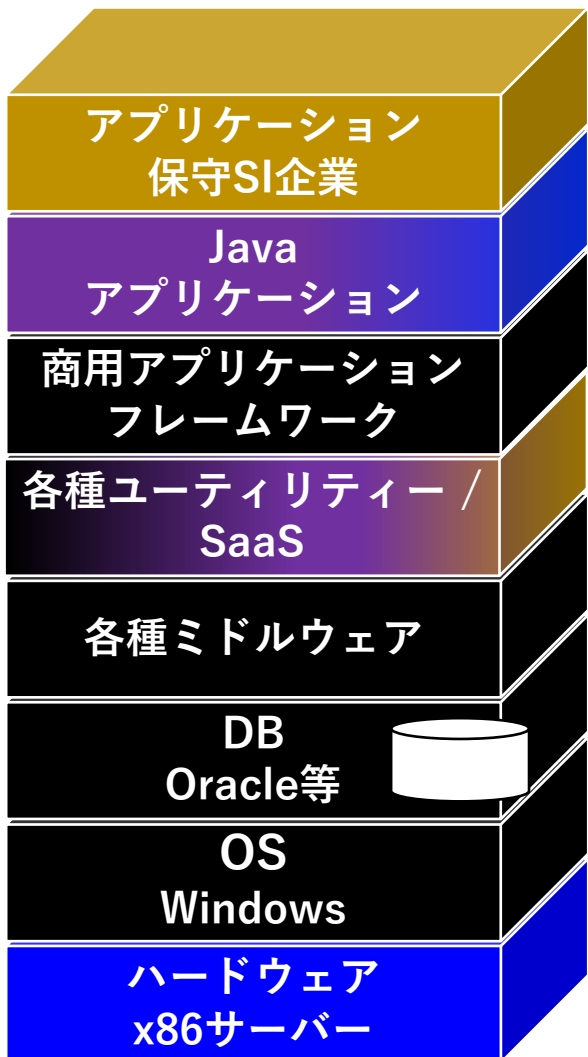 アプリケーション
保守SI企業
Java
アプリケーション
商用アプリケーション
フレームワーク
各種ユーティリティー /
SaaS
各種ミドルウェア
DB
Oracle等
OS
Windows
ハードウェア
x86サーバー